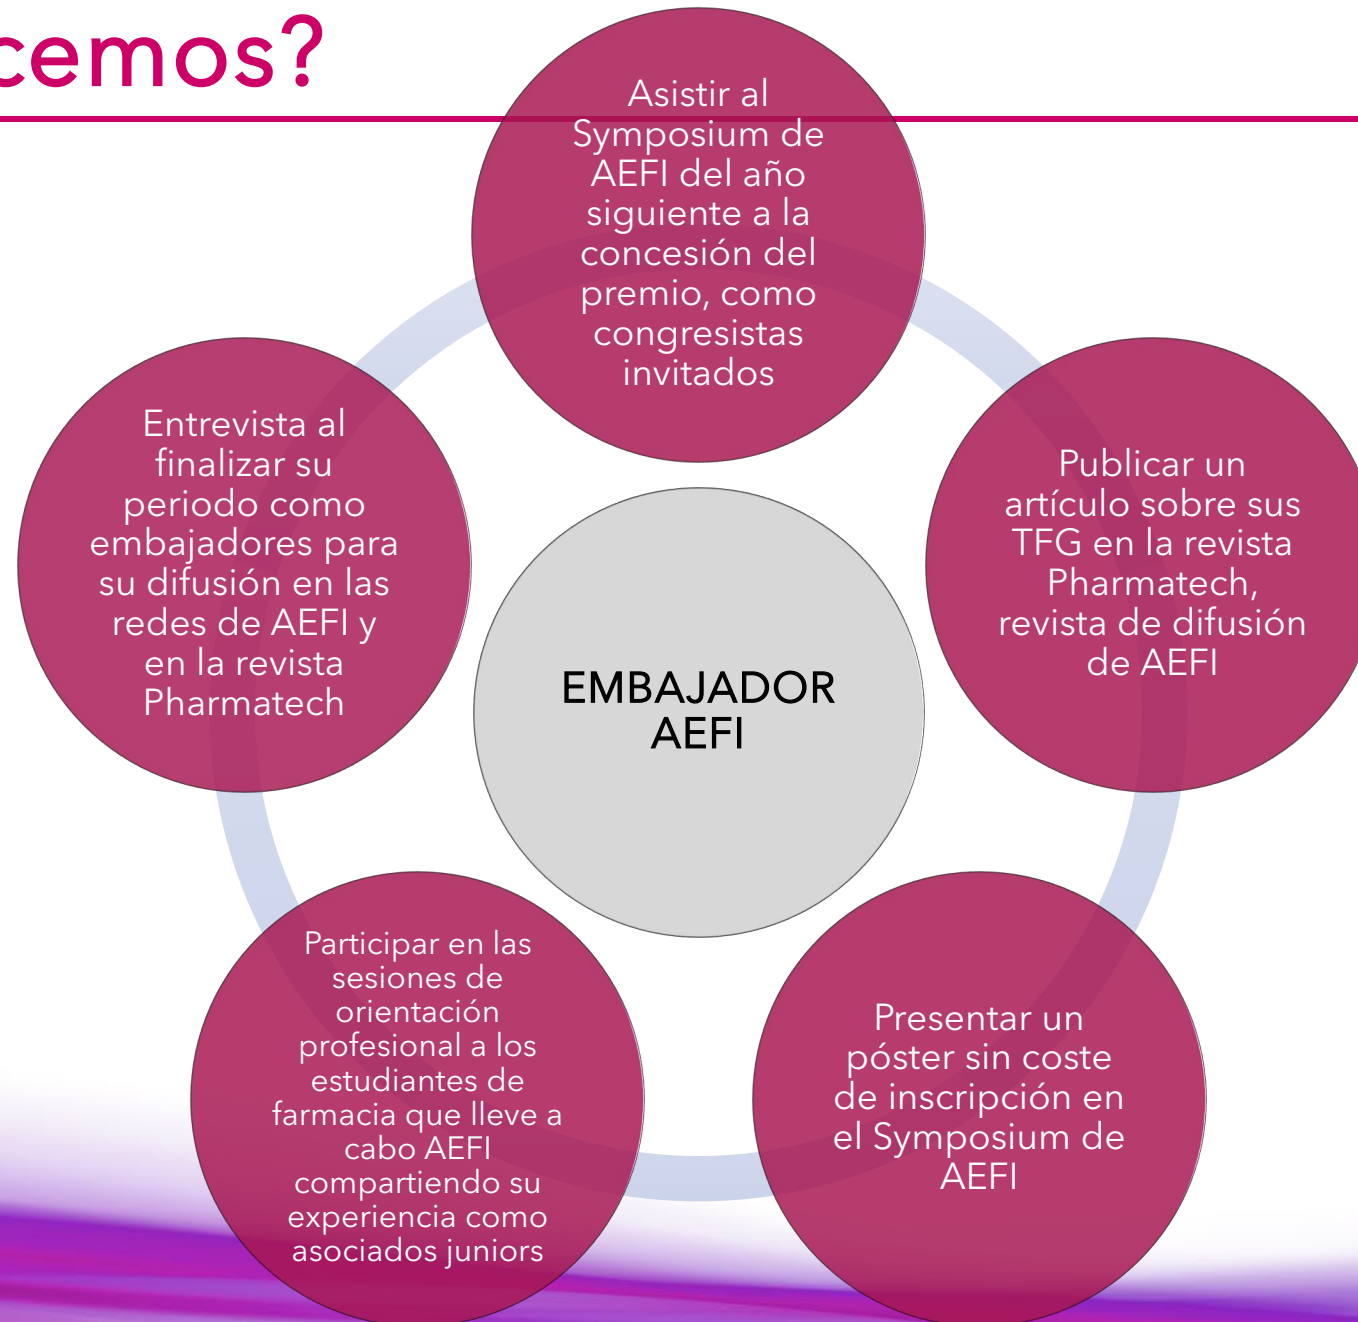 cemos?
Asistir al
Symposium de
AEFI del año
siguiente a la
concesión del
premio, como
congresistas
invitados
Publicar un
artículo sobre sus
TFG en la revista
Pharmatech,
revista de difusión
de AEFI
Presentar un
póster sin coste
de inscripción en
el Symposium de
AEFI
Participar en las
sesiones de
orientación
profesional a los
estudiantes de
farmacia que lleve a
cabo AEFI
compartiendo su
experiencia como
asociados juniors
Entrevista al
finalizar su
periodo como
embajadores para
su difusión en las
redes de AEFI y
en la revista
Pharmatech
EMBAJADOR
AEFI